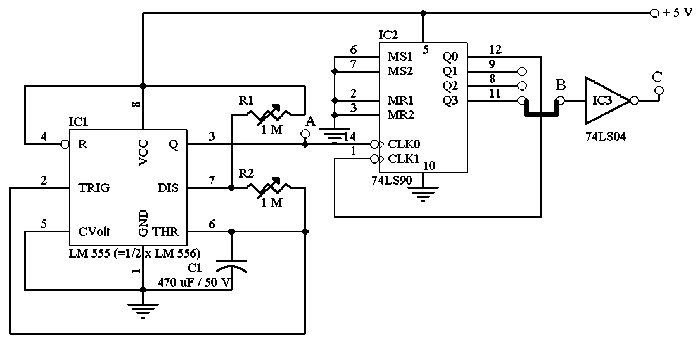 + 5 V
IC2
6 MS1 5 Q0 12
7 MS2 Q1 9
Q2 8
2 MR1 Q3 11
3 MR2
14 CLK0
1 CLK1 10
74LS90
B
IC3
C
74LS04
R1
1 M
A
IC1
8
4 R VCC Q 3
2 TRIG DIS 7
R2
1 M
5 CVolt GND THR 6
LM 555 (=1/2 x LM 556)
1
C1
470 uF / 50 V